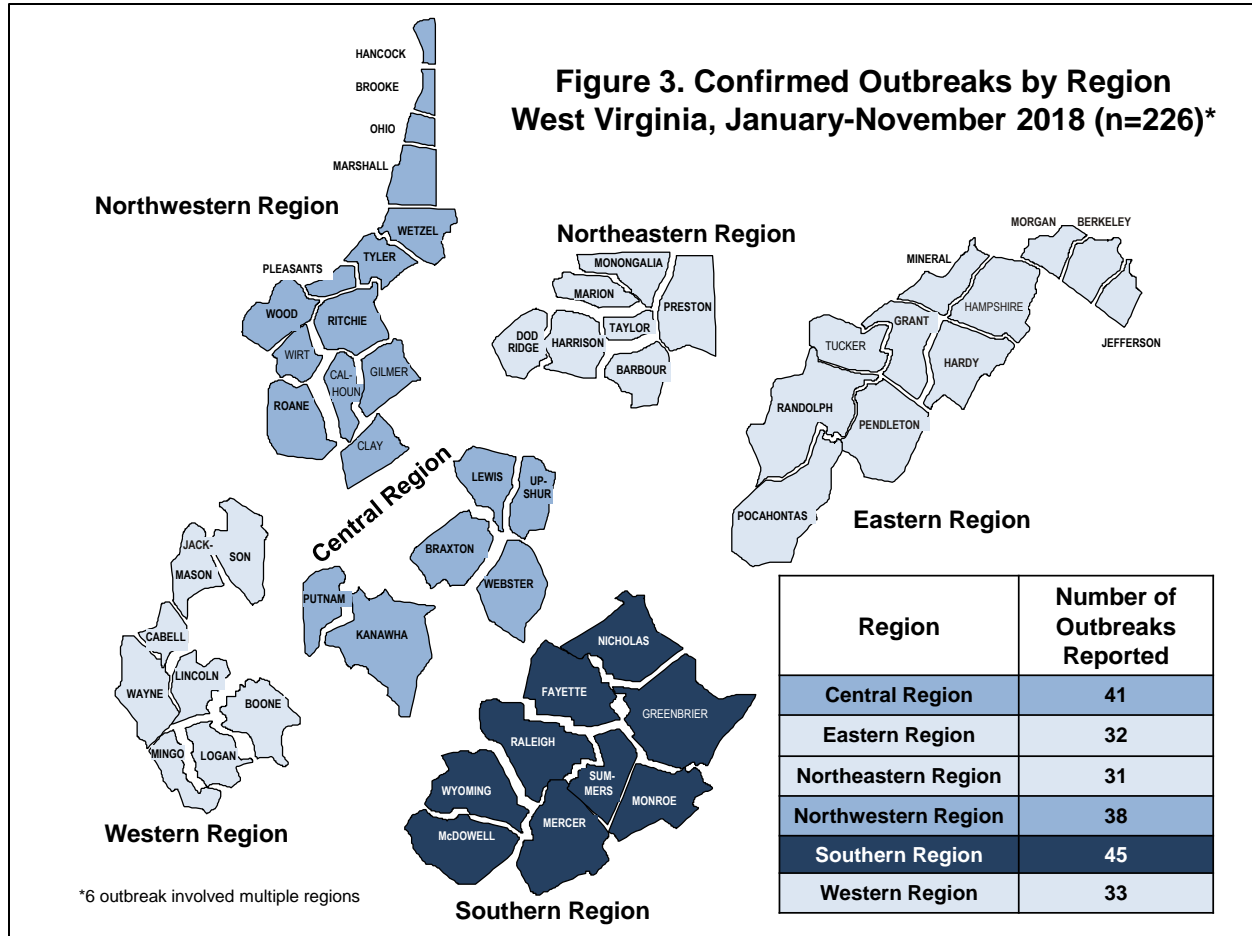 Figure 3. Confirmed Outbreaks by Region
West Virginia, January-November 2018 (n=226)*
HANCOCK
BROOKE
OHIO
MARSHALL
Northwestern Region
WETZEL
TYLER
PLEASANTS
WOOD
RITCHIE
WIRT
CAL-
HOUN
GILMER
ROANE
CLAY
Northeastern Region
MONONGALIA
MARION
PRESTON
TAYLOR
DOD
RIDGE
HARRISON
BARBOUR
MORGAN
BERKELEY
MINERAL
HAMPSHIRE
GRANT
JEFFERSON
TUCKER
HARDY
RANDOLPH
PENDLETON
POCAHONTAS
Eastern Region
Central Region
LEWIS
UP-
SHUR
BRAXTON
WEBSTER
PUTNAM
KANAWHA
JACK-
SON
MASON
CABELL
LINCOLN
WAYNE
BOONE
MINGO
LOGAN
Western Region
NICHOLAS
FAYETTE
GREENBRIER
RALEIGH
SUM-
MERS
WYOMING
MONROE
MERCER
McDOWELL
Southern Region
Region
Number of
Outbreaks
Reported
Central Region 41
Eastern Region 32
Northeastern Region 31
Northwestern Region 38
Southern Region 45
Western Region 33
*6 outbreak involved multiple regions